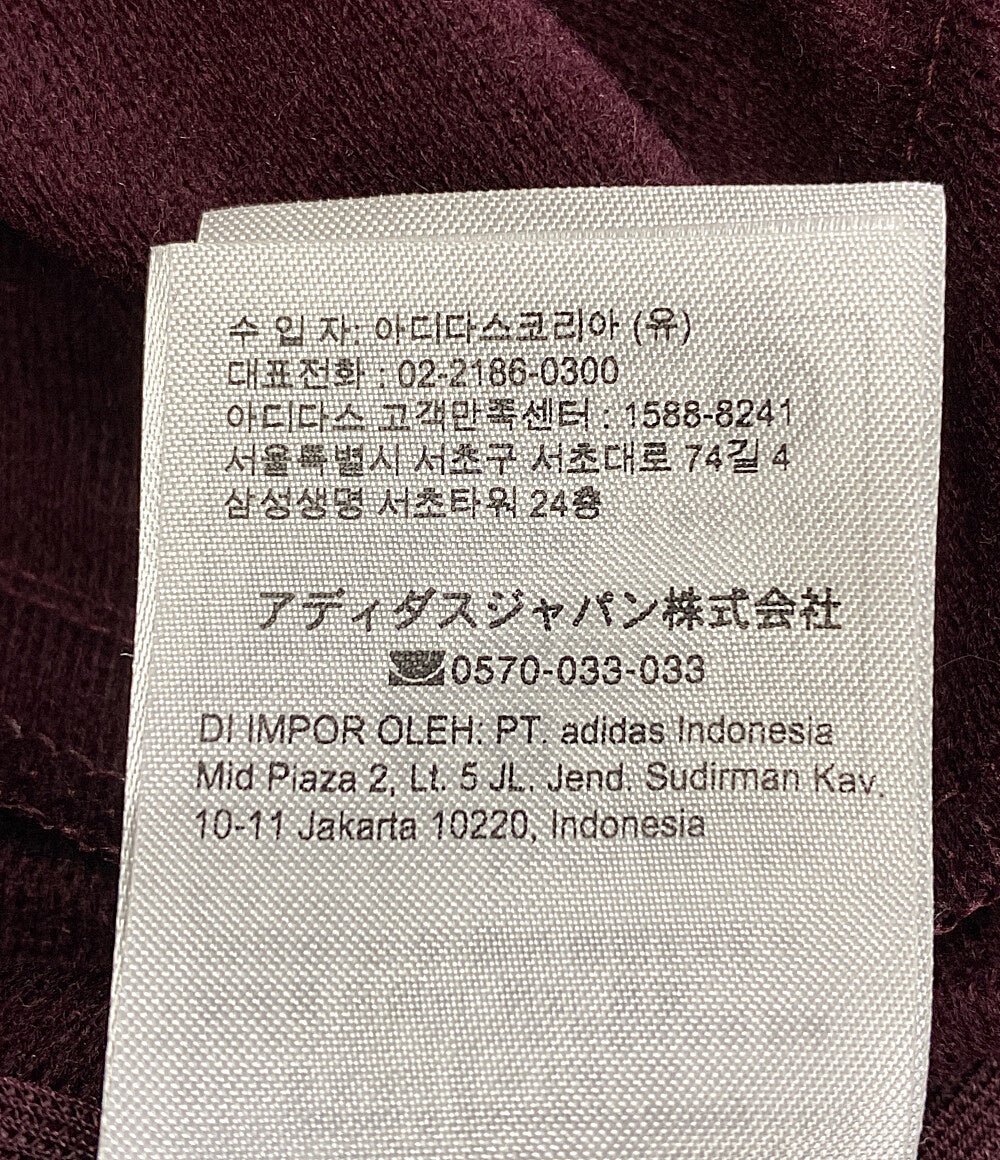 수 입 자: 아디다스코리아 (유)
대표전화 : 02-2186-0300
아디다스 고객만족센터 : 1588-8241
서울특별시 서초구 서초대로 74길 4
삼성생명 서초타워 24층
アディダスジャパン株式会社
0570-033-033
DI IMPOR OLEH: PT. adidas Indonesia
Mid Plaza 2, Lt. 5 JL. Jend. Sudirman Kav.
10-11 Jakarta 10220, Indonesia